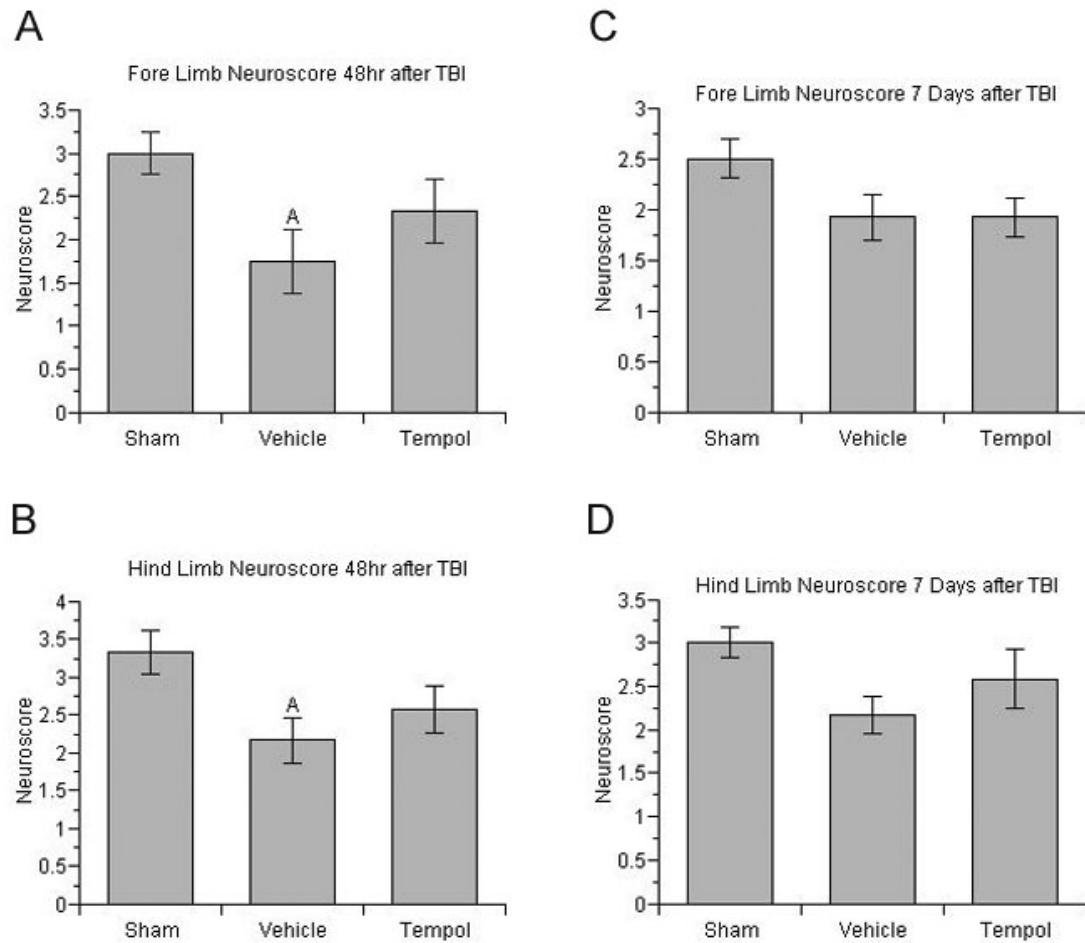 A
Fore Limb Neuroscore 48hr after TBI
3.5
3
2.5
2
1.5
1
0.5
0
Neuroscore
A
Sham Vehicle Tempol
B
Hind Limb Neuroscore 48hr after TBI
4
3.5
3
2.5
2
1.5
1
0.5
0
Neuroscore
A
Sham Vehicle Tempol
C
Fore Limb Neuroscore 7 Days after TBI
3
2.5
2
1.5
1
0.5
0
Neuroscore
Sham Vehicle Tempol
D
Hind Limb Neuroscore 7 Days after TBI
3.5
3
2.5
2
1.5
1
0.5
0
Neuroscore
Sham Vehicle Tempol